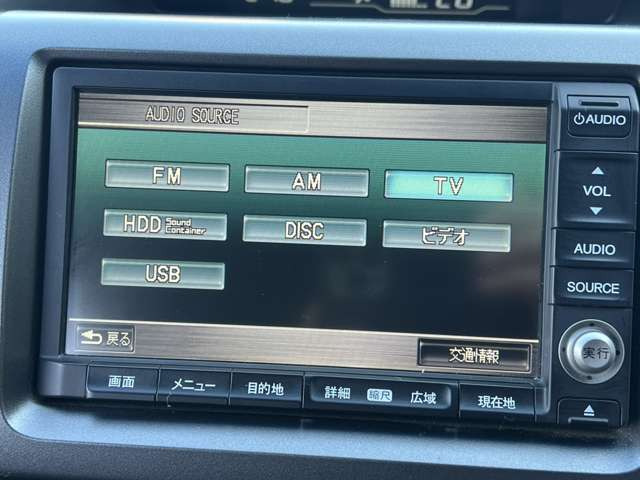 AUDIO SOURCE
FM AM TV
HDD Sound Container DISC ビデオ
USB
戻る
交通情報
AUDIO
VOL
AUDIO
SOURCE
実行
画面 メニュー 目的地 詳細 縮尺 広域 現在地